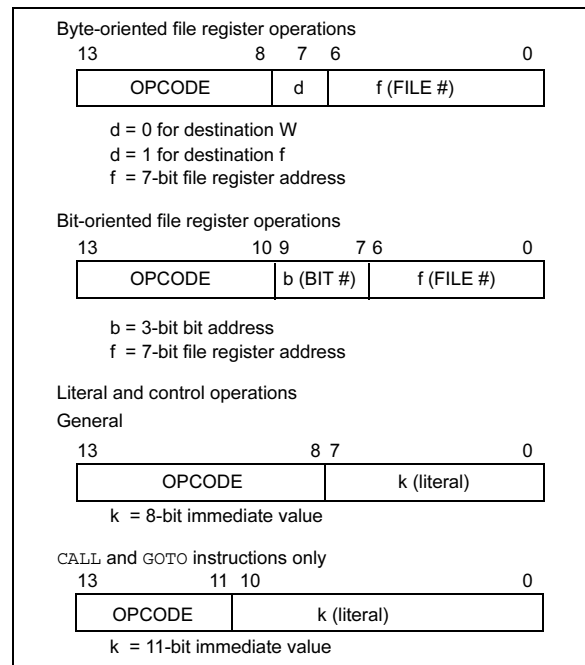 Byte-oriented file register operations
13 8 7 6 0
OPCODE d f (FILE #)
d = 0 for destination W
d = 1 for destination f
f = 7-bit file register address
Bit-oriented file register operations
13 10 9 7 6 0
OPCODE b (BIT #) f (FILE #)
b = 3-bit bit address
f = 7-bit file register address
Literal and control operations
General
13 8 7 0
OPCODE k (literal)
k = 8-bit immediate value
CALL and GOTO instructions only
13 11 10 0
OPCODE k (literal)
k = 11-bit immediate value